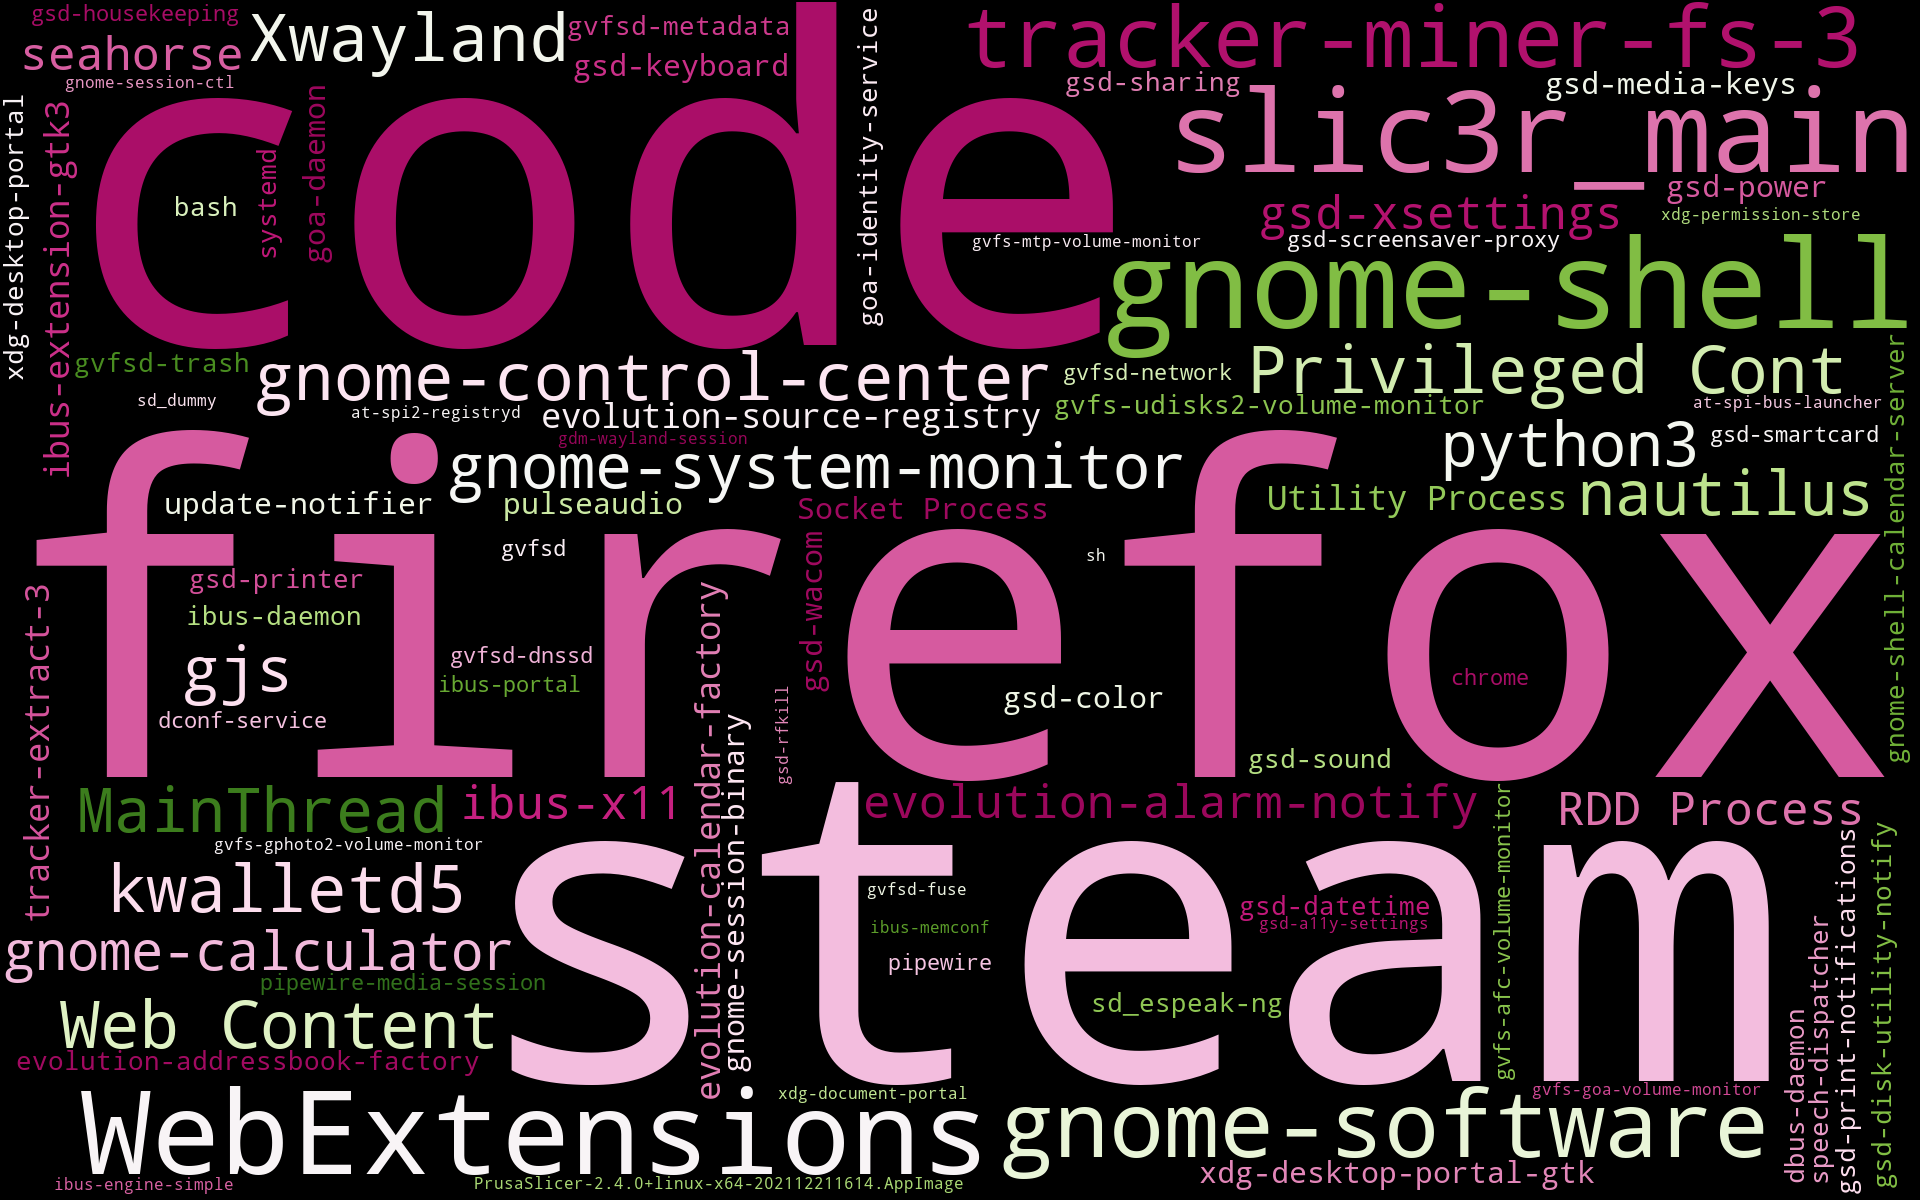 gsd-housekeeping
seahorse
gnome-session-ctl
Xwayland
gvfsd-metadata
gsd-keyboard
goa-identity-service
tracker-miner-fs-3
gsd-sharing
gsd-media-keys
slic3r_main
gsd-power
gsd-xsettings
xdg-permission-store
xdg-desktop-portal
ibus-extension-gtk3
code
bash
systemd
goa-daemon
gvfs-mtp-volume-monitor
gsd-screensaver-proxy
gnome-shell
gvfsd-trash
gnome-control-center
gvfsd-network
Privileged Cont
sd_dummy
at-spi2-registryd
evolution-source-registry
gvfs-udisks2-volume-monitor
at-spi-bus-launcher
gdm-wayland-session
gnome-system-monitor
python3
gsd-smartcard
gnome-shell-calendar-server
update-notifier
pulseaudio
Socket Process
Utility Process
nautilus
firefox
gvfsd
sh
gsd-printer
ibus-daemon
gsd-wacom
tracker-extract-3
gjs
gvfsd-dnssd
ibus-portal
dconf-service
evolution-calendar-factory
gnome-session-binary
gsd-rfkill
gsd-color
chrome
gsd-sound
MainThread
ibus-x11
evolution-alarm-notify
RDD Process
gvfs-gphoto2-volume-monitor
kwalletd5
steam
gvfsd-fuse
ibus-memconf
gsd-datetime
gsd-a11y-settings
gvfs-afc-volume-monitor
gnome-calculator
pipewire
pipewire-media-session
sd_espeak-ng
Web Content
evolution-addressbook-factory
dbus-daemon
speech-dispatcher
gsd-print-notifications
gsd-disk-utility-notify
WebExtensions
xdg-document-portal
gvfs-goa-volume-monitor
gnome-software
xdg-desktop-portal-gtk
ibus-engine-simple
PrusaSlicer-2.4.0+linux-x64-202112211614.AppImage